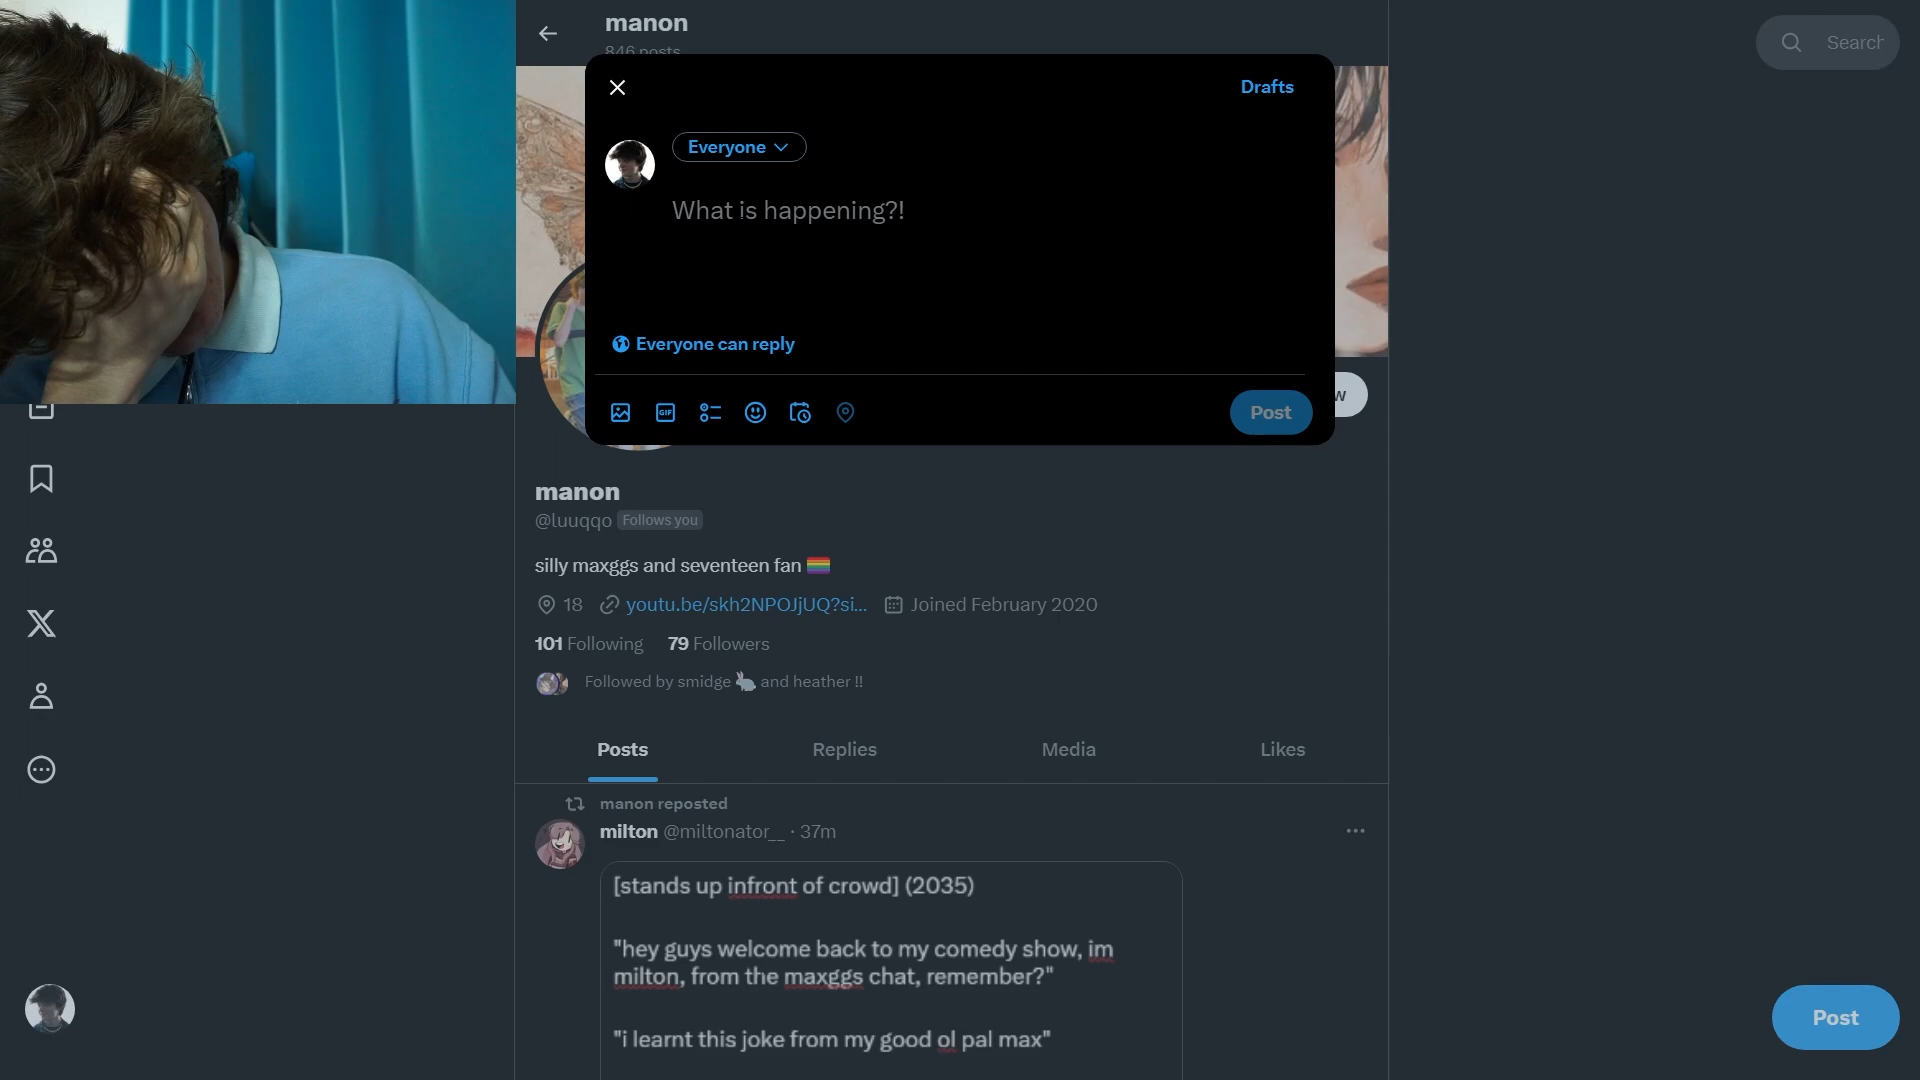 manon
846 posts
Search
Drafts
Everyone
What is happening?!
Everyone can reply
GIF
Post
w
manon
@luuqqo Follows you
silly maxggs and seventeen fan 🏳️‍🌈
18 youtu.be/skh2NPOJjUQ?si... Joined February 2020
101 Following 79 Followers
Followed by smidge 🐇 and heather !!
Posts Replies Media Likes
manon reposted
milton @miltonator__ · 37m
[stands up infront of crowd] (2035)
"hey guys welcome back to my comedy show, im
milton, from the maxggs chat, remember?"
"i learnt this joke from my good ol pal max"
Post